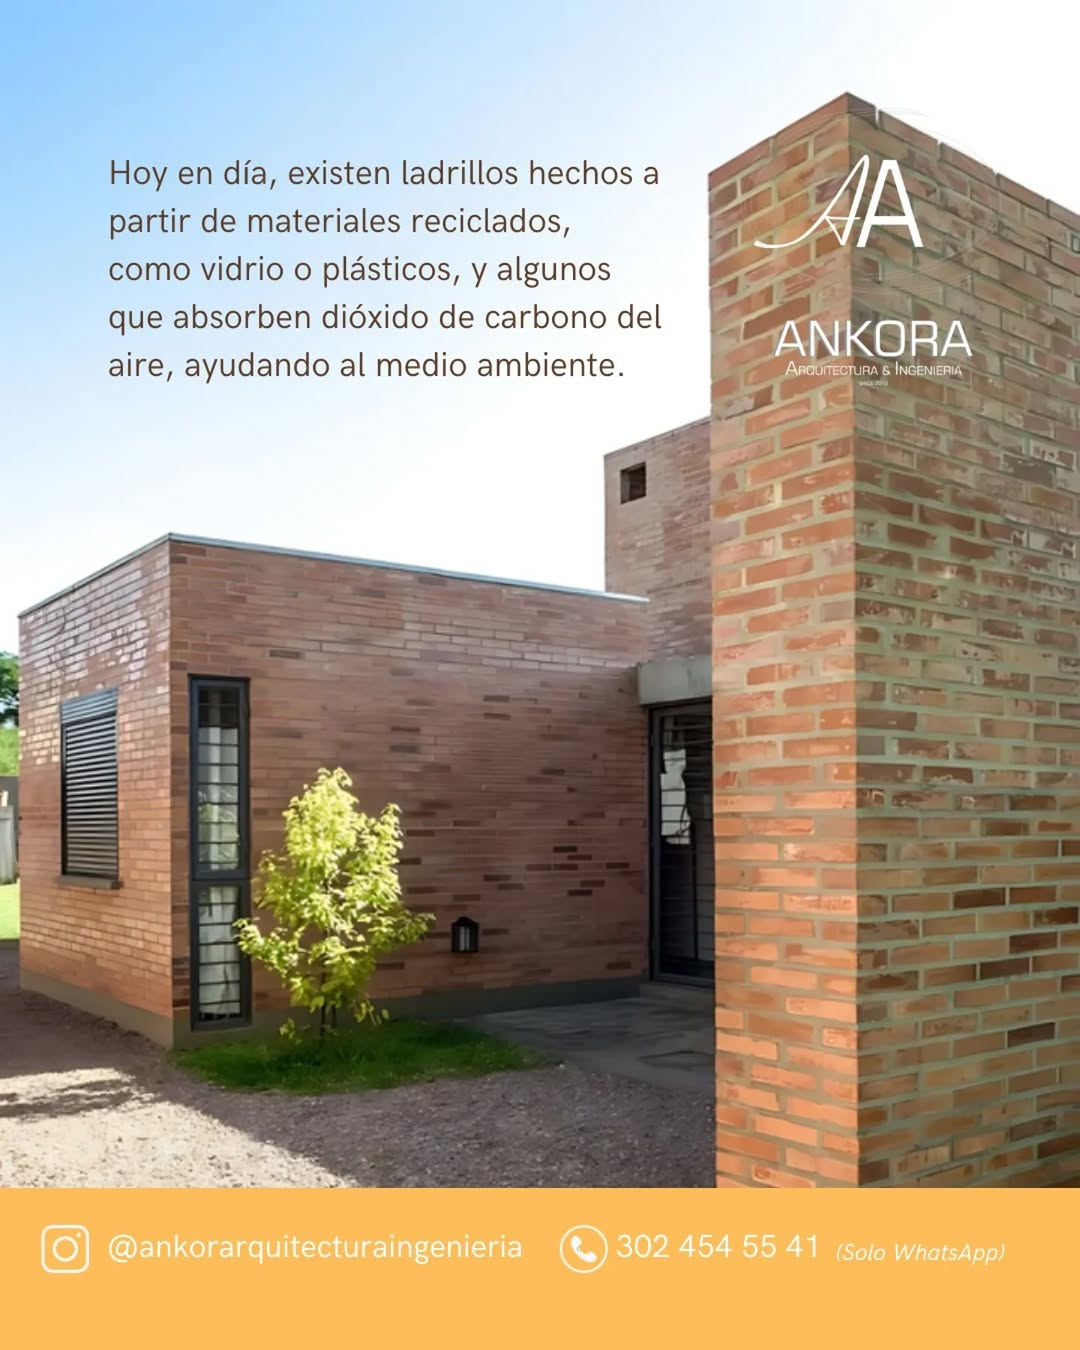 Hoy en día, existen ladrillos hechos a
partir de materiales reciclados,
como vidrio o plásticos, y algunos
que absorben dióxido de carbono del
aire, ayudando al medio ambiente.
AA
ANKORA
ARQUITECTURA & INGENIERIA
@ankorarquitecturaingenieria
302 454 55 41 (Solo WhatsApp)